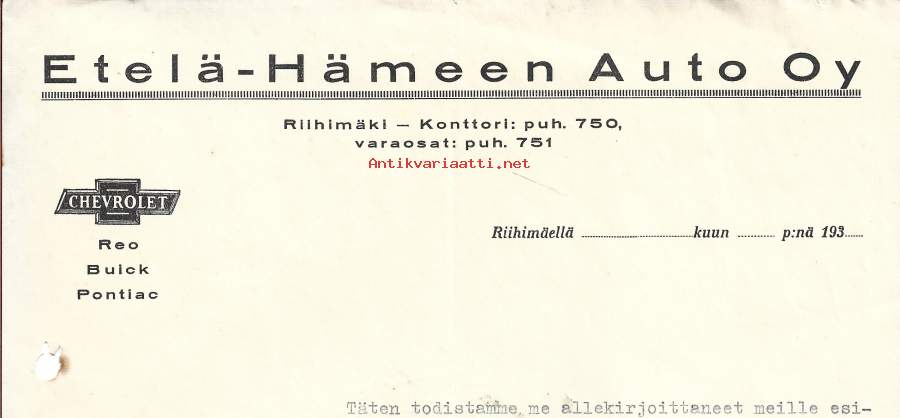 Etelä-Hämeen Auto Oy
Riihimäki — Konttori: puh. 750,
varaosat: puh. 751
Antikvariaatti.net
CHEVROLET
Reo
Buick
Pontiac
Riihimäellä ........................ kuun .......... p:nä 193.....
Täten todistamme me allekirjoittaneet meille esi-